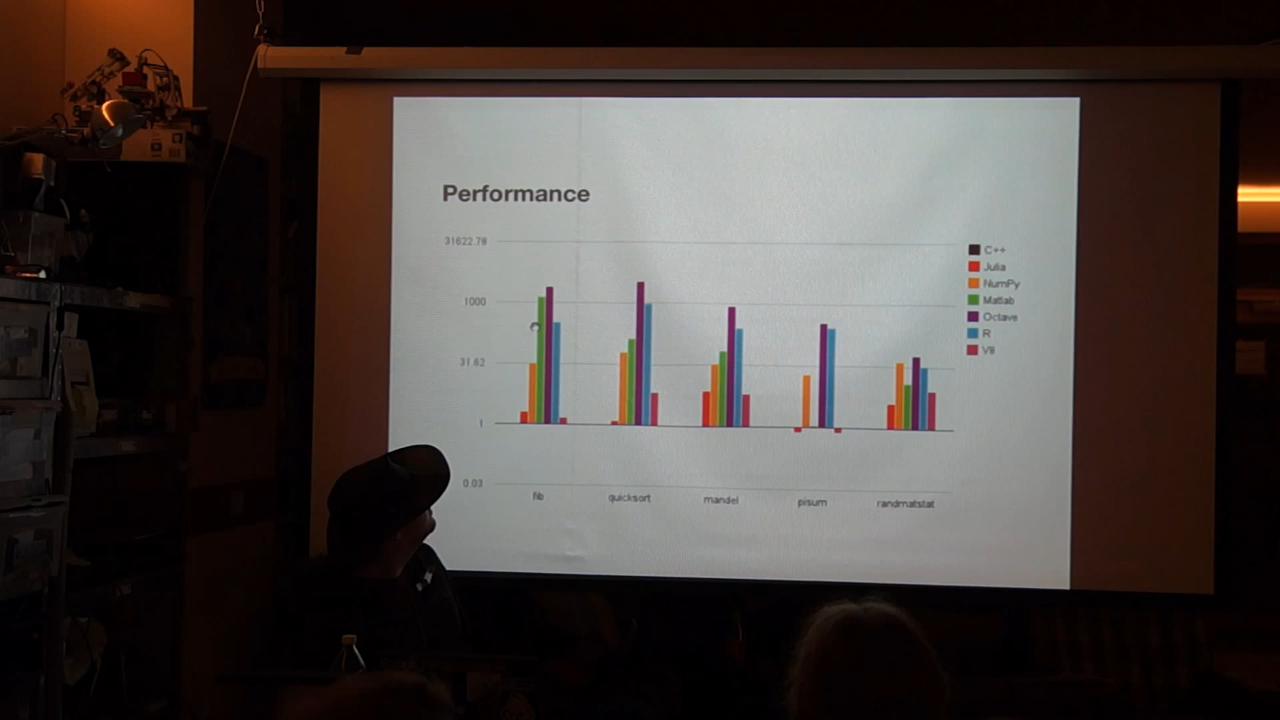 Performance
31622.78
1000
31.62
1
0.03
fib
quicksort
mandel
pisum
randmatstat
C++
Julia
NumPy
Matlab
Octave
R
V8